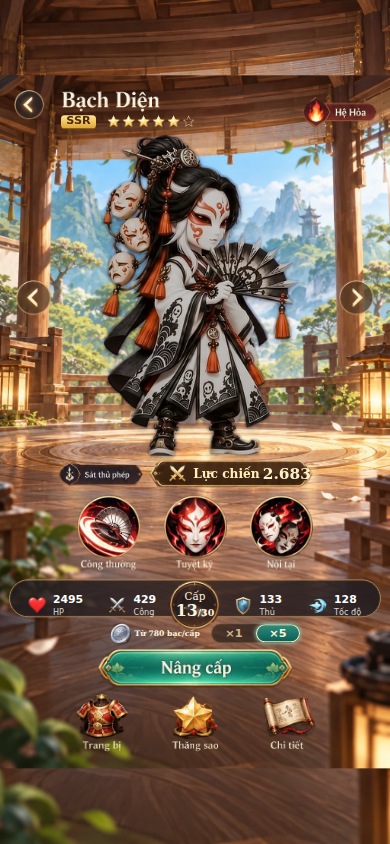 Bạch Diện
SSR
Hệ Hỏa
Sát thủ phép
Lực chiến 2.683
Công thường
Tuyệt kỹ
Nội tại
2495
HP
429
Công
Cấp
13/30
133
Thủ
128
Tốc độ
Từ 780 bạc/cấp
×1
×5
Nâng cấp
Trang bị
Thăng sao
Chi tiết